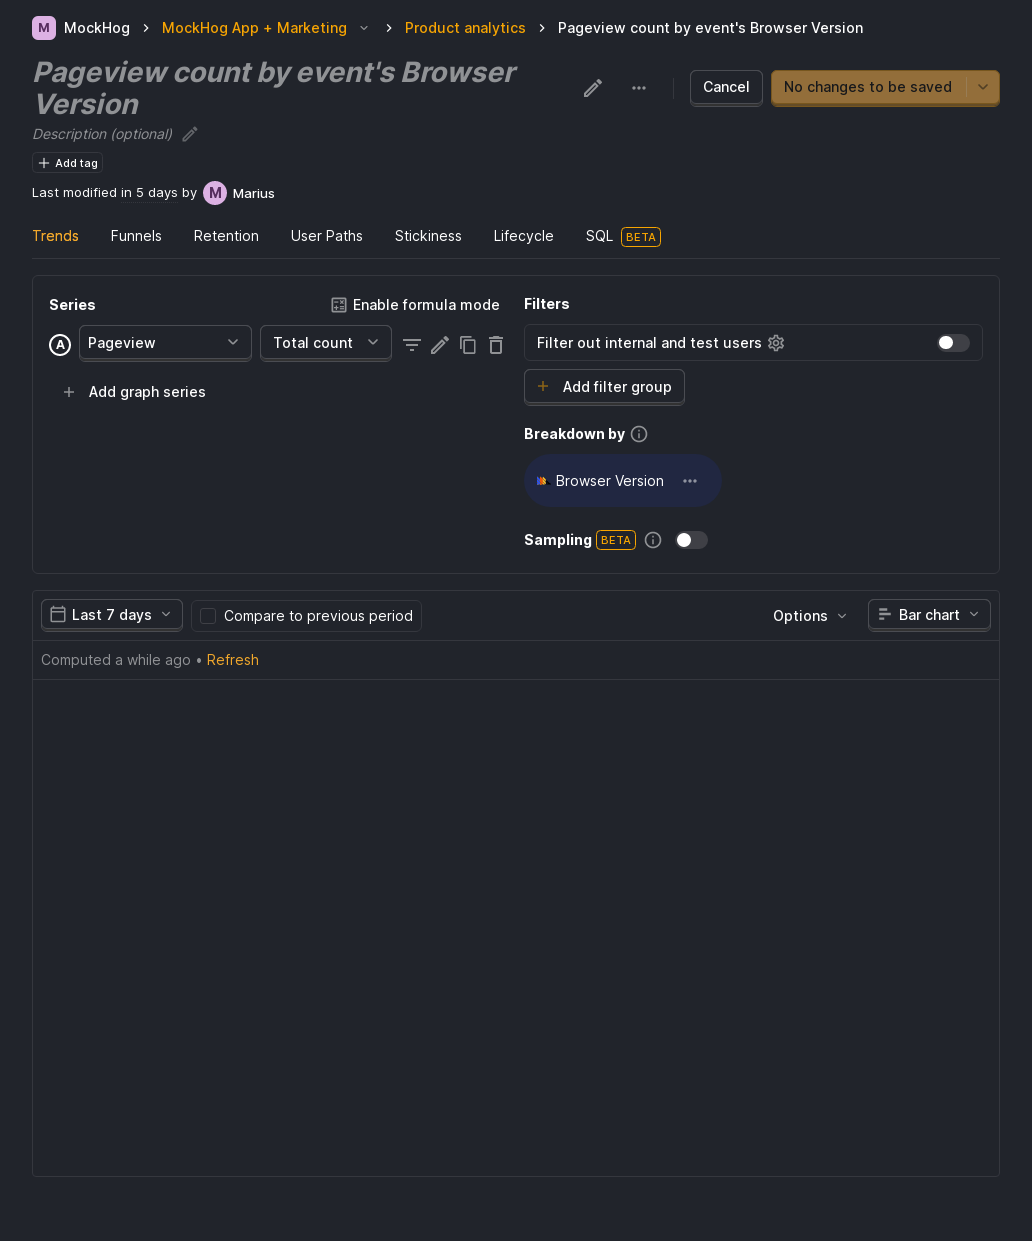 M MockHog MockHog App + Marketing Product analytics Pageview count by event's Browser Version
Pageview count by event's Browser
Version
Cancel
No changes to be saved
Description (optional)
Add tag
Last modified in 5 days by M Marius
Trends Funnels Retention User Paths Stickiness Lifecycle SQL BETA
Series
Enable formula mode
A Pageview Total count
Add graph series
Filters
Filter out internal and test users
Add filter group
Breakdown by
Browser Version
Sampling BETA
Last 7 days Compare to previous period Options Bar chart
Computed a while ago • Refresh